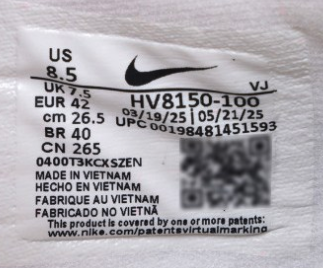 US
8.5
UK 7.5
VJ
EUR 42
HV8150-100
cm 26.5
03/19/25 | 05/21/25
BR 40
UPC 00198481451593
CN 265
0400T3KCXSZEN
MADE IN VIETNAM
HECHO EN VIETNAM
FABRIQUE AU VIETNAM
FABRICADO NO VIETNÃ
This product is covered by one or more patents:
www.nike.com/patentsvirtualmarking